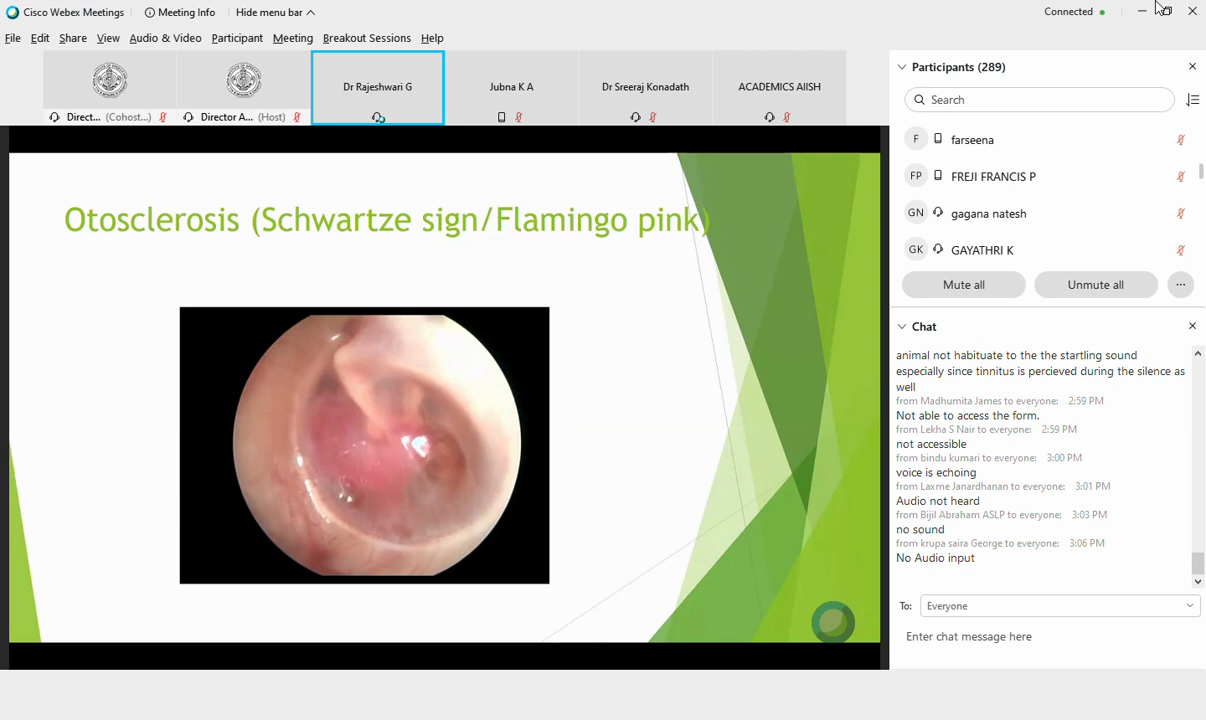 Cisco Webex Meetings
Meeting Info
Hide menu bar
Connected
File Edit Share View Audio & Video Participant Meeting Breakout Sessions Help
Direct... (Cohost...)
Director A... (Host)
Dr Rajeshwari G
Jubna K A
Dr Sreeraj Konadath
ACADEMICS AIISH
Otosclerosis (Schwartze sign/Flamingo pink)
Participants (289)
Search
F farseena
FP FREJI FRANCIS P
GN gagana natesh
GK GAYATHRI K
Mute all
Unmute all
...
Chat
animal not habituate to the the startling sound
especially since tinnitus is percieved during the silence as
well
from Madhumita James to everyone: 2:59 PM
Not able to access the form.
from Lekha S Nair to everyone: 2:59 PM
not accessible
from bindu kumari to everyone: 3:00 PM
voice is echoing
from Laxme Janardhanan to everyone: 3:01 PM
Audio not heard
from Bijil Abraham ASLP to everyone: 3:03 PM
no sound
from krupa saira George to everyone: 3:06 PM
No Audio input
To: Everyone
Enter chat message here